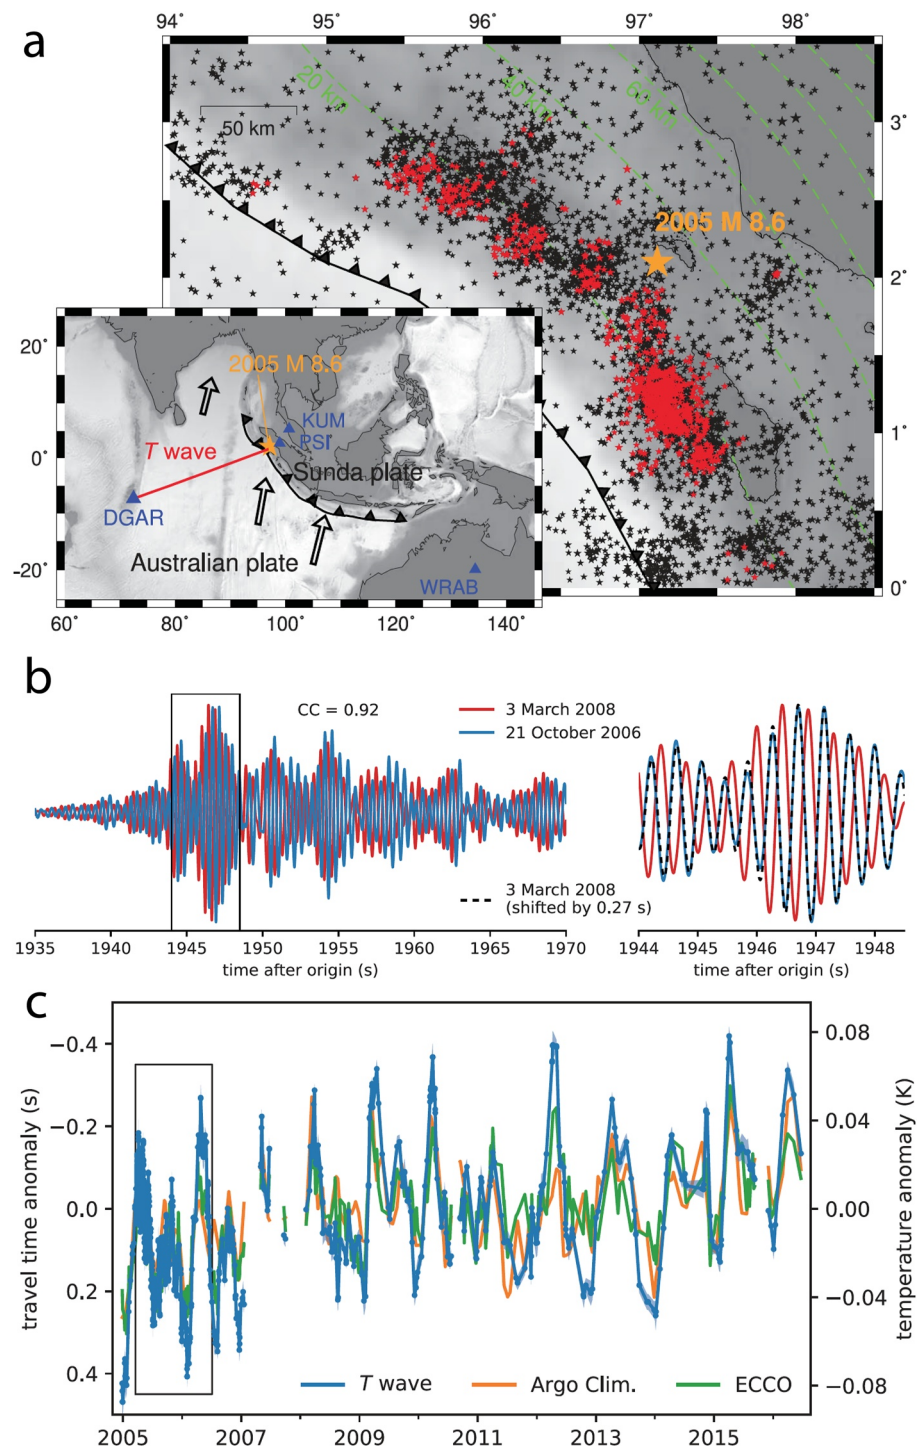 a
94˚ 95˚ 96˚ 97˚ 98˚
20 km 40 km 60 km
50 km
3˚
2005 M 8.6
2˚
1˚
0˚
20˚
0˚
-20˚
2005 M 8.6
KUM
PSI
T wave
Sunda plate
DGAR
Australian plate
WRAB
60˚ 80˚ 100˚ 120˚ 140˚
b
CC = 0.92
3 March 2008
21 October 2006
3 March 2008
(shifted by 0.27 s)
1935 1940 1945 1950 1955 1960 1965 1970
time after origin (s)
1944 1945 1946 1947 1948
time after origin (s)
c
travel time anomaly (s)
−0.4
−0.2
0.0
0.2
0.4
0.08
0.04
0.00
−0.04
−0.08
temperature anomaly (K)
T wave Argo Clim. ECCO
2005 2007 2009 2011 2013 2015